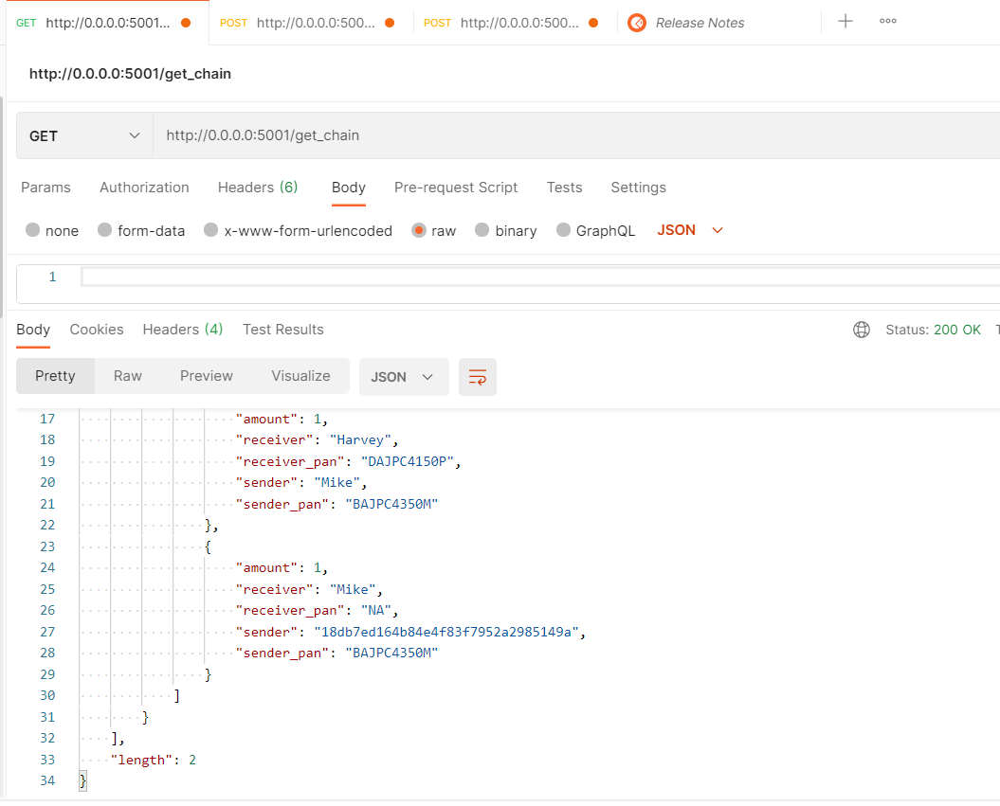 GET http://0.0.0.0:5001... POST http://0.0.0.0:500... POST http://0.0.0.0:500... Release Notes
http://0.0.0.0:5001/get_chain
GET http://0.0.0.0:5001/get_chain
Params Authorization Headers (6) Body Pre-request Script Tests Settings
none form-data x-www-form-urlencoded raw binary GraphQL JSON
1
Body Cookies Headers (4) Test Results Status: 200 OK T
Pretty Raw Preview Visualize JSON
17 "amount": 1,
18 "receiver": "Harvey",
19 "receiver_pan": "DAJPC4150P",
20 "sender": "Mike",
21 "sender_pan": "BAJPC4350M"
22 },
23 {
24 "amount": 1,
25 "receiver": "Mike",
26 "receiver_pan": "NA",
27 "sender": "18db7ed164b84e4f83f7952a2985149a",
28 "sender_pan": "BAJPC4350M"
29 }
30 ]
31 }
32 ],
33 "length": 2
34 }